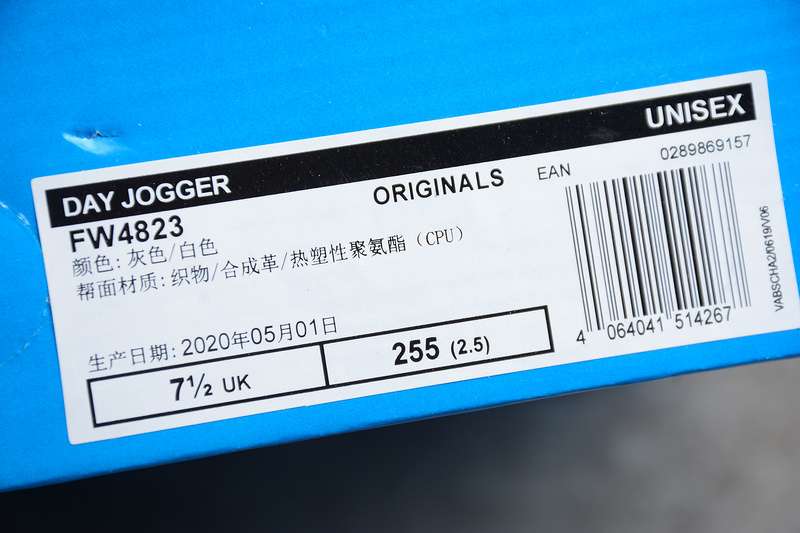 DAY JOGGER
UNISEX
FW4823
ORIGINALS
EAN
0289869157
颜色:灰色/白色
帮面材质:织物/合成革/热塑性聚氨酯(CPU)
生产日期:2020年05月01日
7½ UK
255 (2.5)
4 064041 514267
VABSCHA2/0619/V06